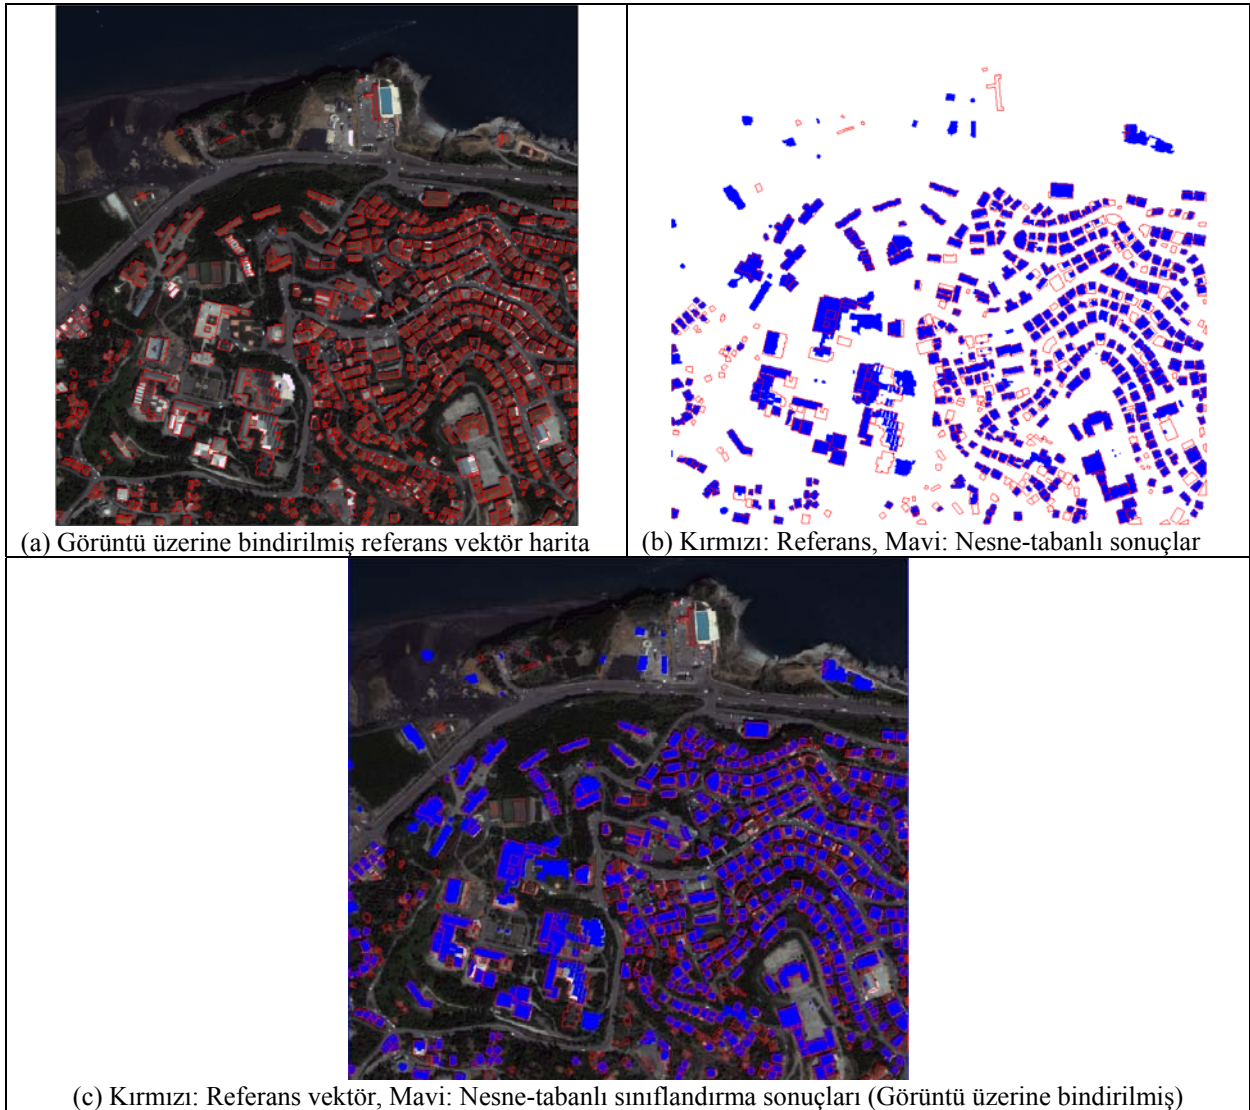 (a) Görüntü üzerine bindirilmiş referans vektör harita
(b) Kırmızı: Referans, Mavi: Nesne-tabanlı sonuçlar
(c) Kırmızı: Referans vektör, Mavi: Nesne-tabanlı sınıflandırma sonuçları (Görüntü üzerine bindirilmiş)